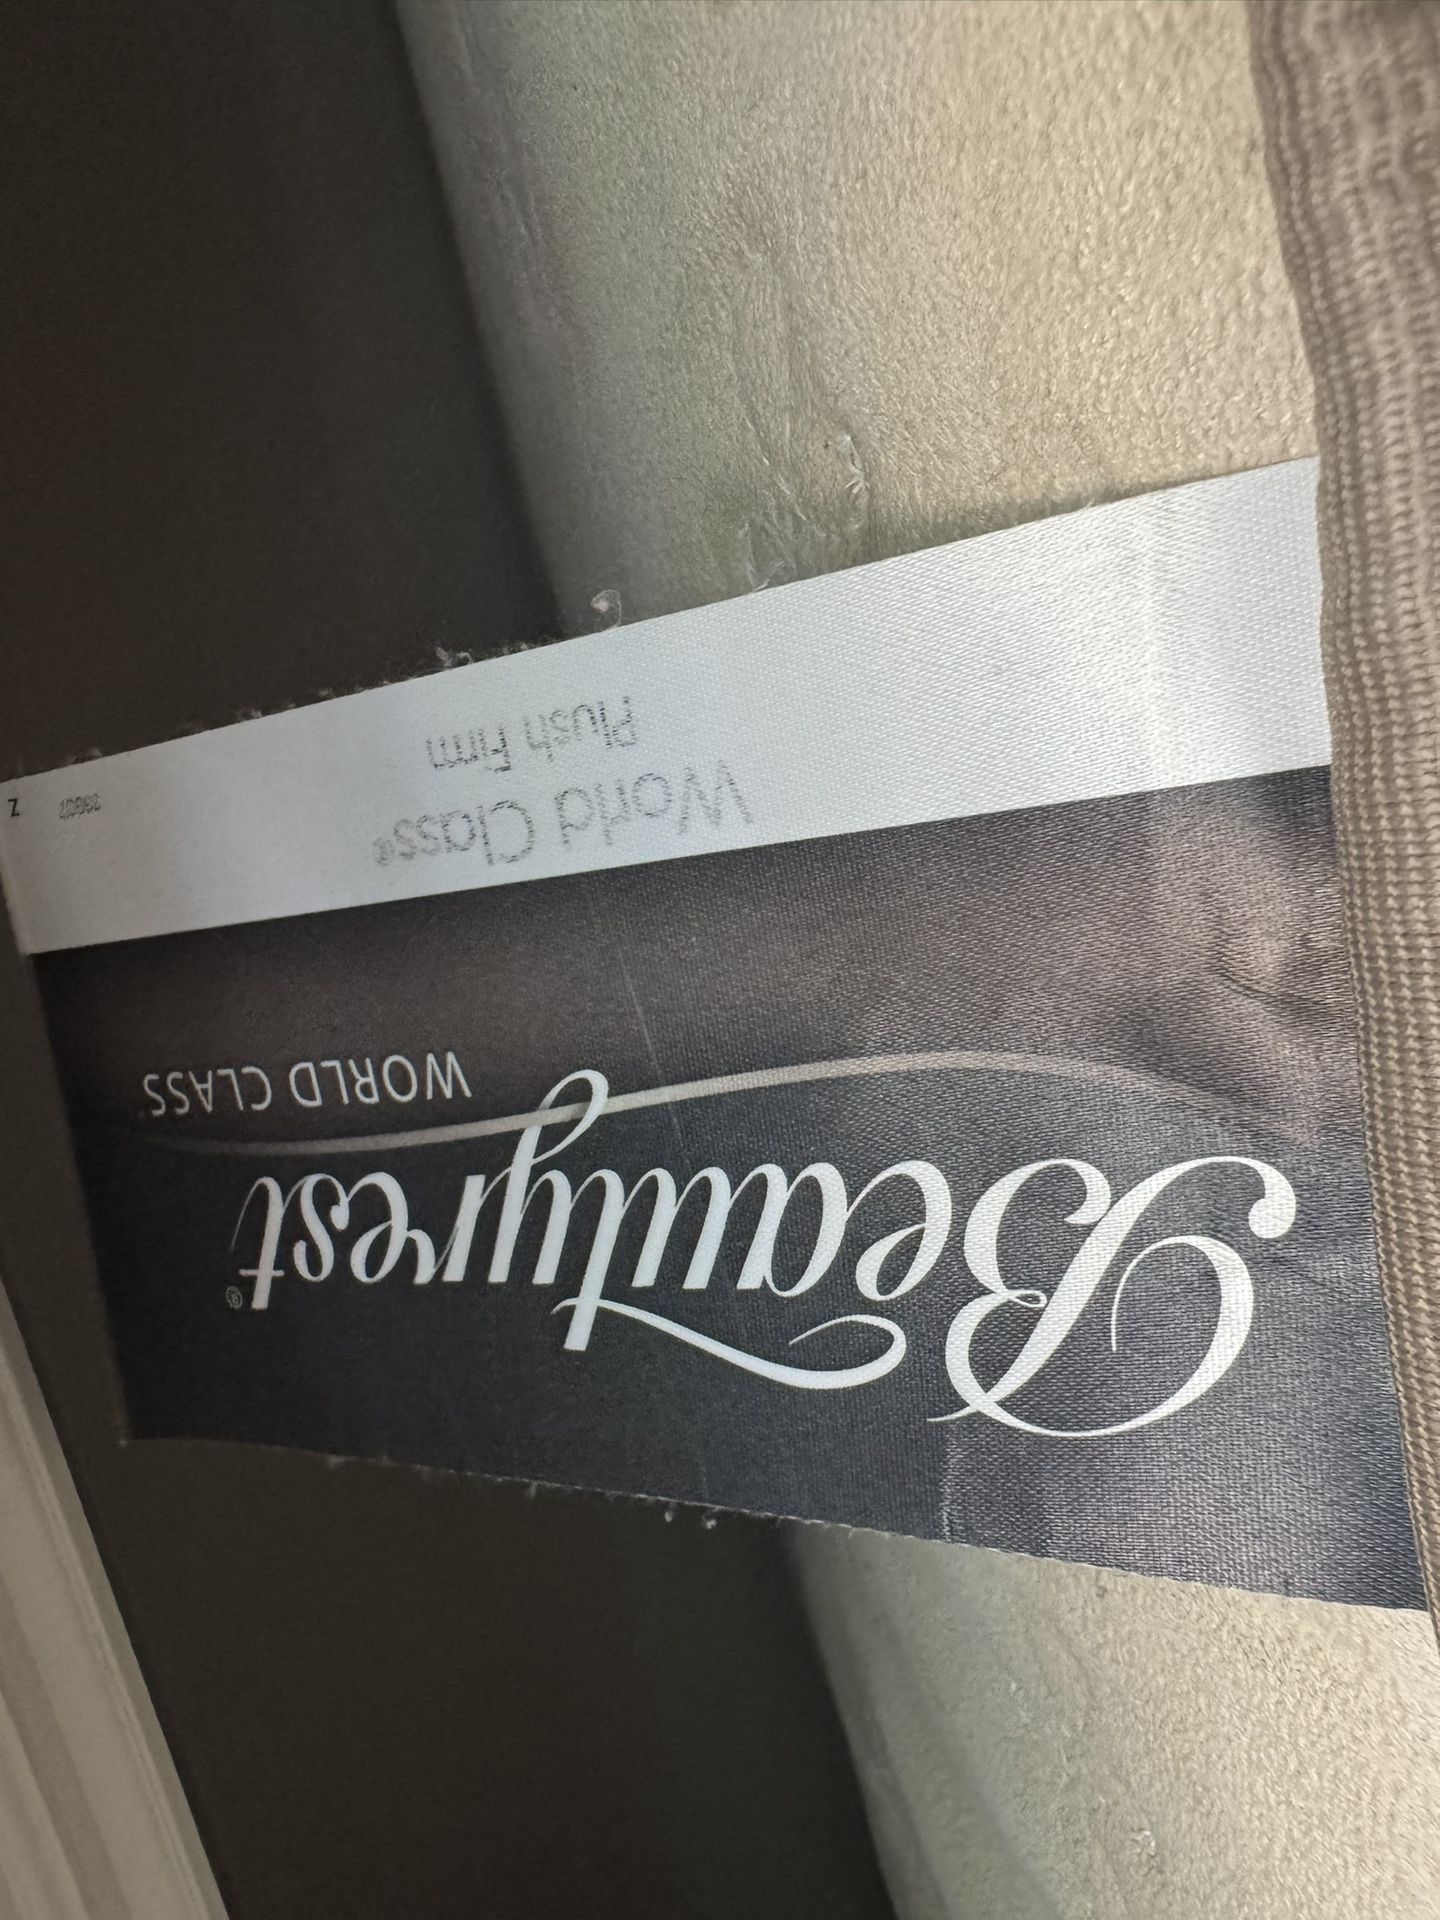 Beautyrest®
WORLD CLASS
World Class®
Plush Firm
Z